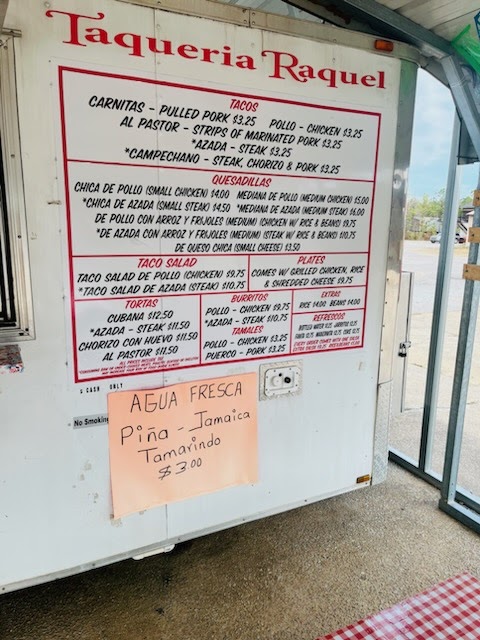 Taqueria Raquel
TACOS
CARNITAS - PULLED PORK $3.25 POLLO - CHICKEN $3.25
AL PASTOR - STRIPS OF MARINATED PORK $3.25
*AZADA - STEAK $3.25
*CAMPECHANO - STEAK, CHORIZO & PORK $3.25
QUESADILLAS
CHICA DE POLLO (SMALL CHICKEN) $4.00 MEDIANA DE POLLO (MEDIUM CHICKEN) $5.00
*CHICA DE AZADA (SMALL STEAK) $4.50 *MEDIANA DE AZADA (MEDIUM STEAK) $6.00
DE POLLO CON ARROZ Y FRIJOLES (MEDIUM) (CHICKEN W/ RICE & BEANS) $9.75
*DE AZADA CON ARROZ Y FRIJOLES (MEDIUM) (STEAK W/ RICE & BEANS) $10.75
DE QUESO CHICA (SMALL CHEESE) $3.50
TACO SALAD
TACO SALAD DE POLLO (CHICKEN) $9.75
*TACO SALAD DE AZADA (STEAK) $10.75
PLATES
COMES W/ GRILLED CHICKEN, RICE
& SHREDDED CHEESE $9.75
TORTAS
CUBANA $12.50
*AZADA - STEAK $11.50
CHORIZO CON HUEVO $11.50
AL PASTOR $11.50
BURRITOS
POLLO - CHICKEN $9.75
*AZADA - STEAK $10.75
TAMALES
POLLO - CHICKEN $3.25
PUERCO - PORK $3.25
EXTRAS
RICE $4.00 BEANS $4.00
REFRESCOS
ALL PRICES INCLUDE TAX
$ CASH ONLY
No Smoking
AGUA FRESCA
Piña - Jamaica
Tamarindo
$3.00